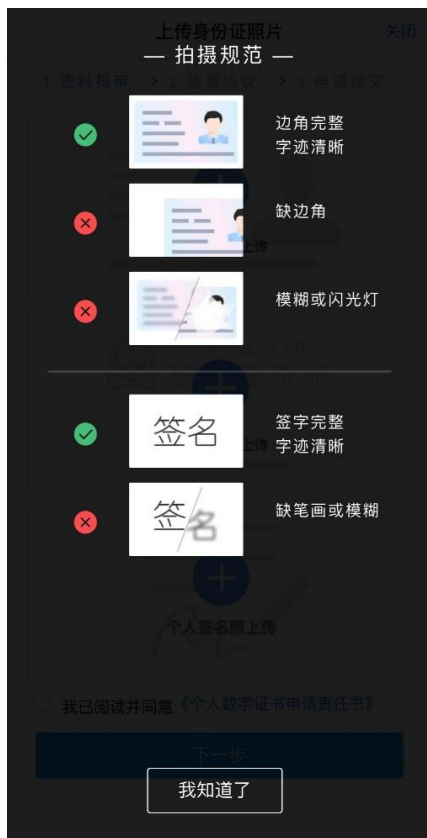 上传身份证照片
关闭
— 拍摄规范 —
1.资料报审 > 2.签署协议 > 3.申请提交
边角完整
字迹清晰
缺边角
上传
模糊或闪光灯
上传
签名
签字完整
字迹清晰
签
名
缺笔画或模糊
个人签名照上传
我已阅读并同意《个人数字证书申请责任书》
下一步
我知道了